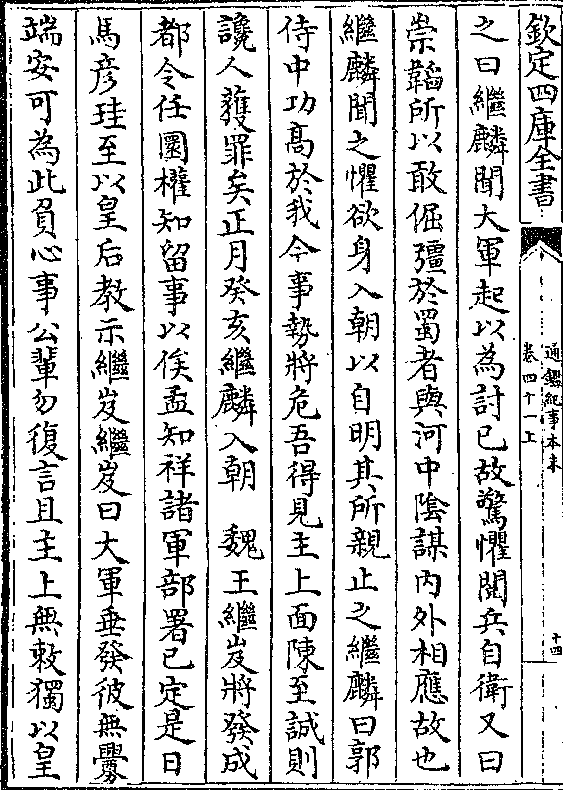 欽定四庫全書
通鑑紀事本末
卷四十一上
十四
之曰繼麟聞大軍起以為討已故驚懼閱兵自衛又曰
崇韜所以敢倔彊於蜀者與河中陰謀内外相應故也
繼麟聞之懼欲身入朝以自明其所親止之繼麟曰郭
侍中功高於我今事勢將危吾得見主上面陳至誠則
讒人獲罪矣正月癸亥繼麟入朝　魏王繼岌將發成
都令任圜權知留事以俟孟知祥諸軍部署已定是日
馬彦珪至以皇后教示繼岌繼岌曰大軍垂發彼無釁
端安可為此負心事公輩勿復言且主上無敕獨以皇